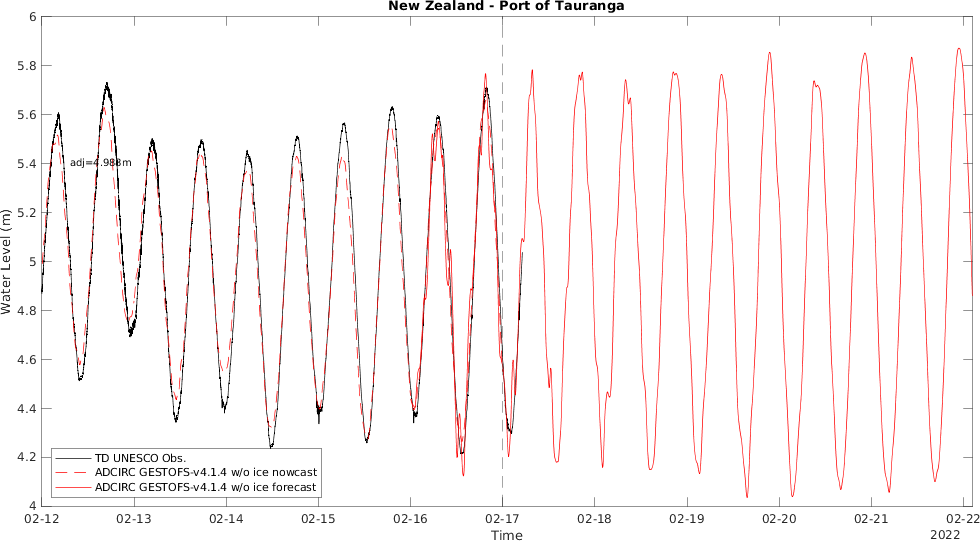 New Zealand - Port of Tauranga
6
5.8
5.6
5.4
5.2
5
4.8
4.6
4.4
4.2
4
Water Level (m)
adj=4.988m
TD UNESCO Obs.
ADCIRC GESTOFS-v4.1.4 w/o ice nowcast
ADCIRC GESTOFS-v4.1.4 w/o ice forecast
02-12 02-13 02-14 02-15 02-16 02-17 02-18 02-19 02-20 02-21 02-22
Time
2022